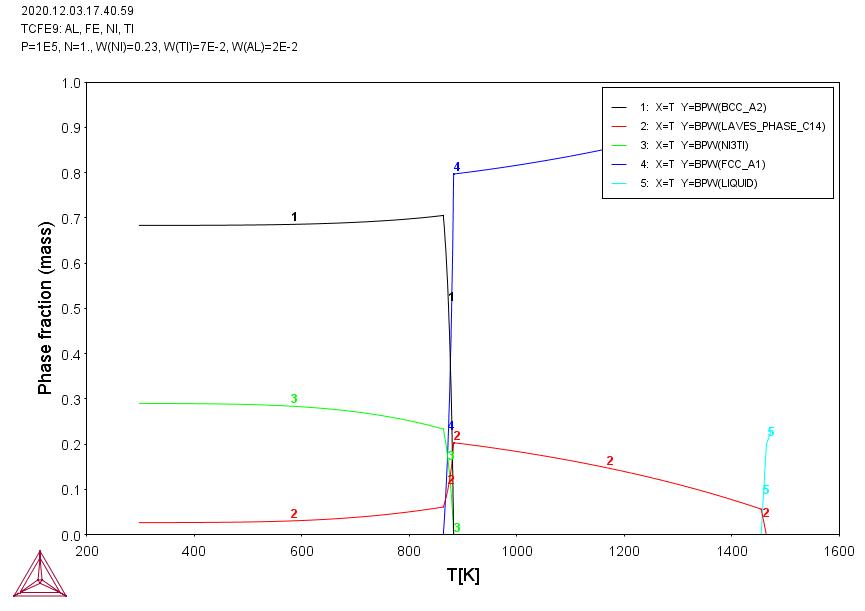 2020.12.03.17.40.59
TCFE9: AL, FE, NI, TI
P=1E5, N=1., W(NI)=0.23, W(TI)=7E-2, W(AL)=2E-2
1: X=T Y=BPW(BCC_A2)
2: X=T Y=BPW(LAVES_PHASE_C14)
3: X=T Y=BPW(NI3TI)
4: X=T Y=BPW(FCC_A1)
5: X=T Y=BPW(LIQUID)
Phase fraction (mass)
1.0
0.9
0.8
0.7
0.6
0.5
0.4
0.3
0.2
0.1
0.0
4
1
1
3
4
2
3
2
2
2
5
5
2
3
200 400 600 800 1000 1200 1400 1600
T[K]